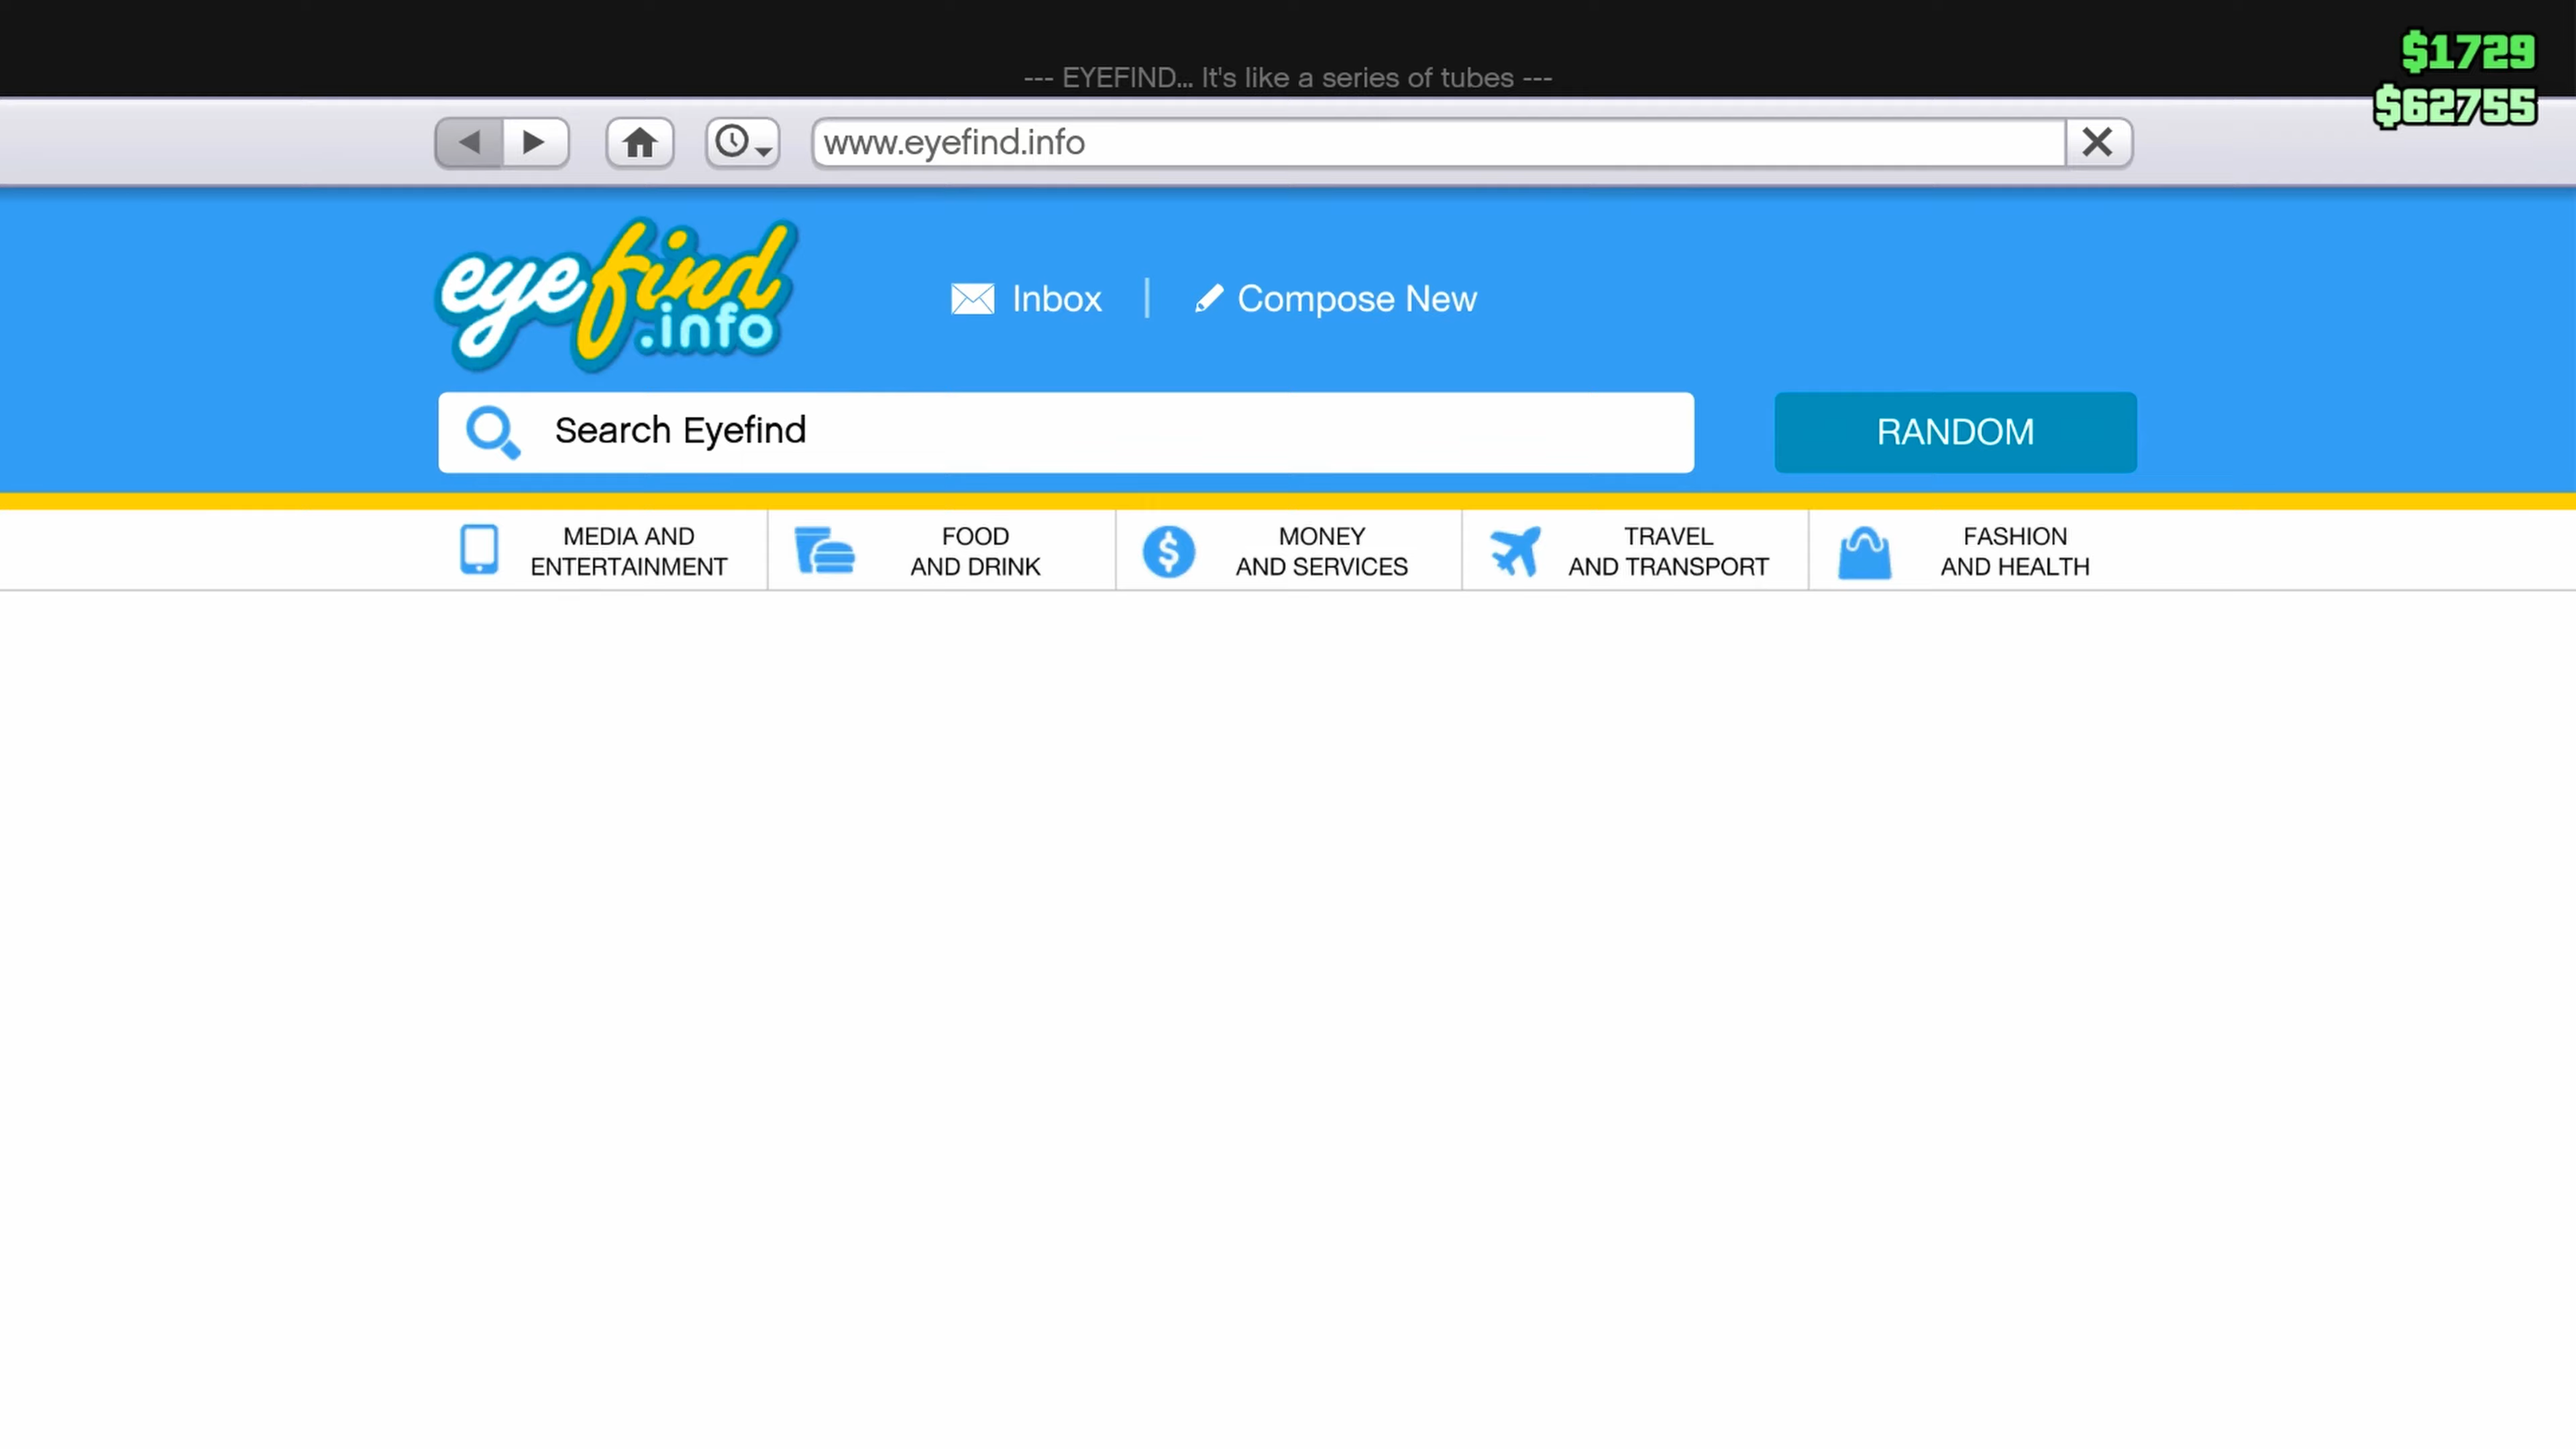 --- EYEFIND... It's like a series of tubes ---
$1729
$62755
www.eyefind.info
eyefind
.info
Inbox
Compose New
Search Eyefind
RANDOM
MEDIA AND
ENTERTAINMENT
FOOD
AND DRINK
MONEY
AND SERVICES
TRAVEL
AND TRANSPORT
FASHION
AND HEALTH